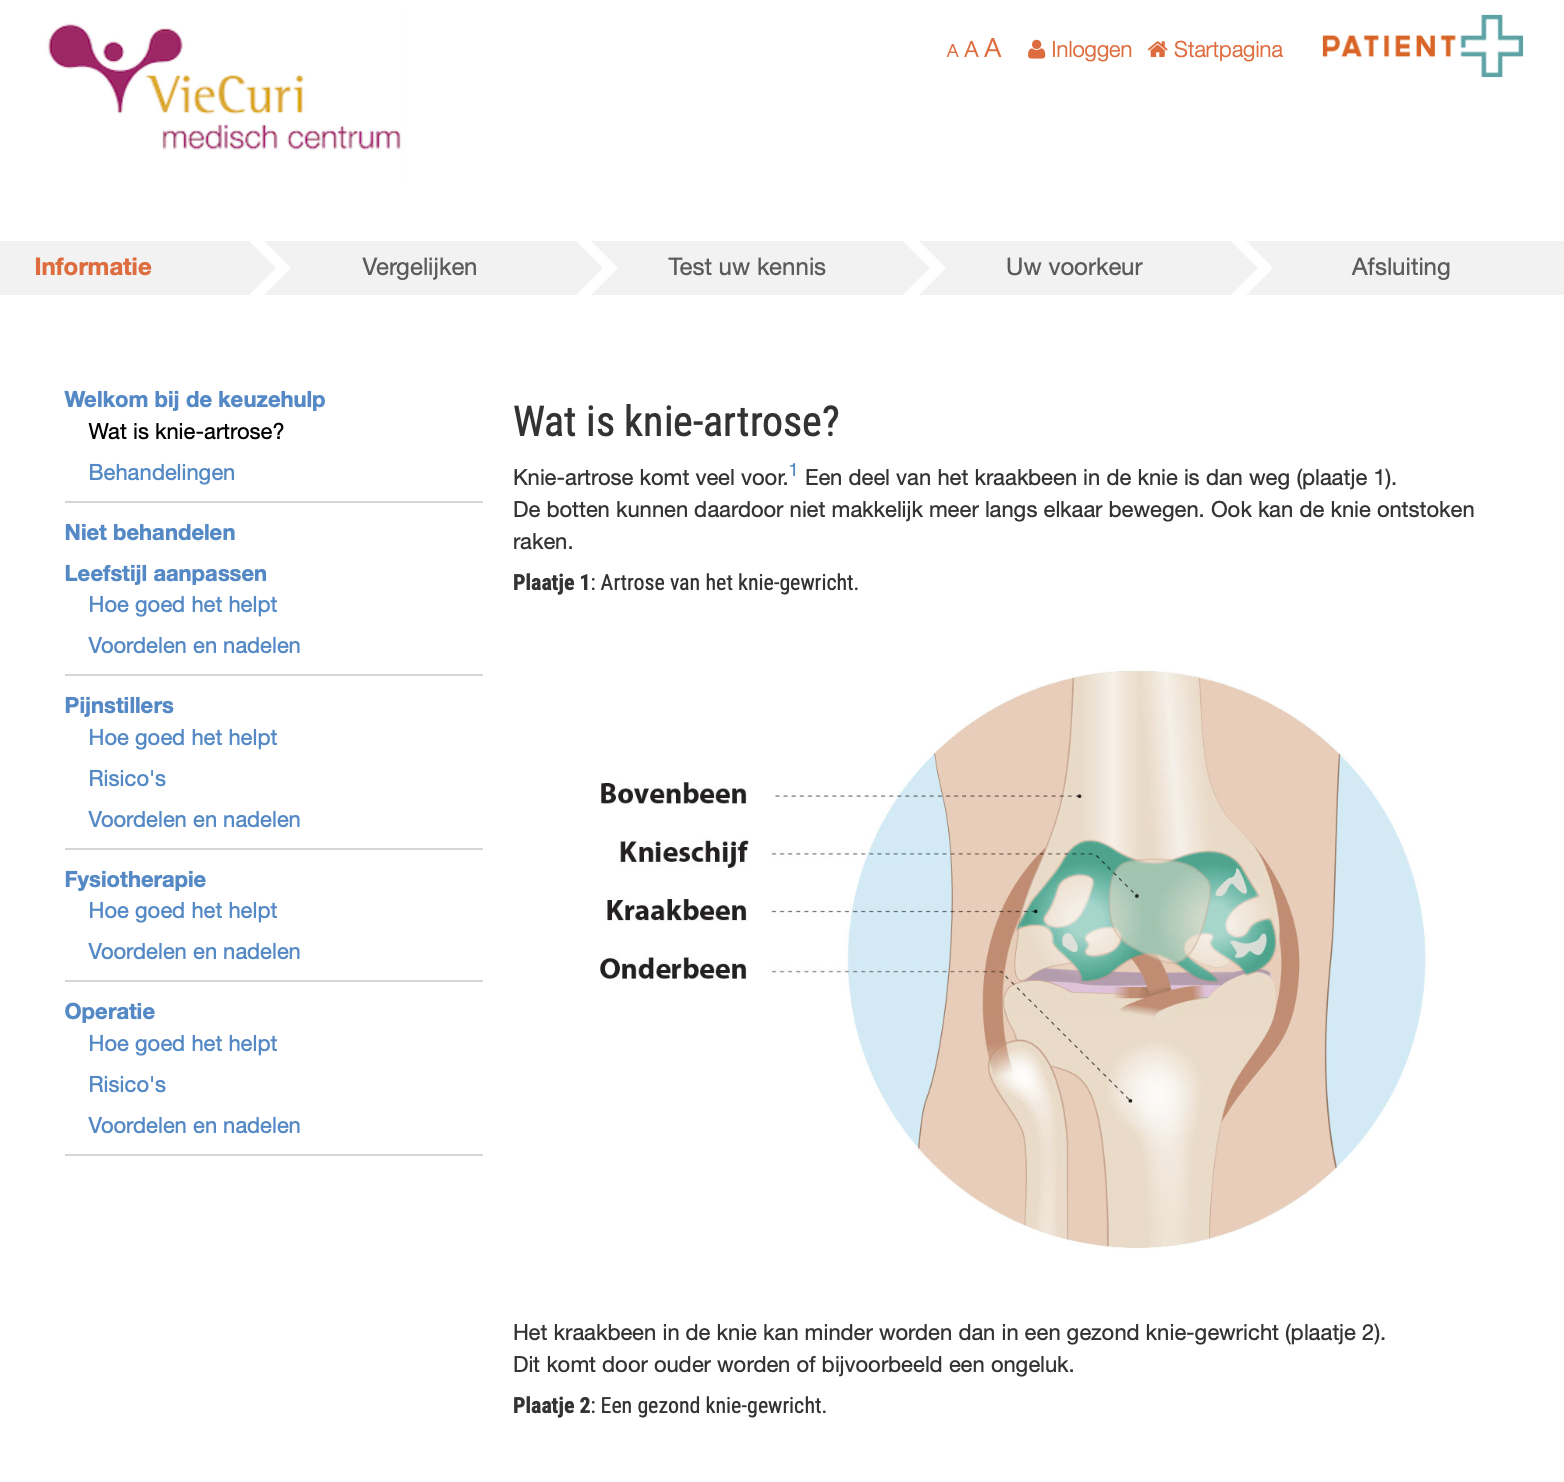 VieCuri
medisch centrum
A A A Inloggen Startpagina
PATIENT
Informatie
Vergelijken
Test uw kennis
Uw voorkeur
Afsluiting
Welkom bij de keuzehulp
Wat is knie-artrose?
Behandelingen
Niet behandelen
Leefstijl aanpassen
Hoe goed het helpt
Voordelen en nadelen
Pijnstillers
Hoe goed het helpt
Risico's
Voordelen en nadelen
Fysiotherapie
Hoe goed het helpt
Voordelen en nadelen
Operatie
Hoe goed het helpt
Risico's
Voordelen en nadelen
Wat is knie-artrose?
Knie-artrose komt veel voor.1 Een deel van het kraakbeen in de knie is dan weg (plaatje 1).
De botten kunnen daardoor niet makkelijk meer langs elkaar bewegen. Ook kan de knie ontstoken
raken.
Plaatje 1: Artrose van het knie-gewricht.
Bovenbeen
Knieschijf
Kraakbeen
Onderbeen
Het kraakbeen in de knie kan minder worden dan in een gezond knie-gewricht (plaatje 2).
Dit komt door ouder worden of bijvoorbeeld een ongeluk.
Plaatje 2: Een gezond knie-gewricht.